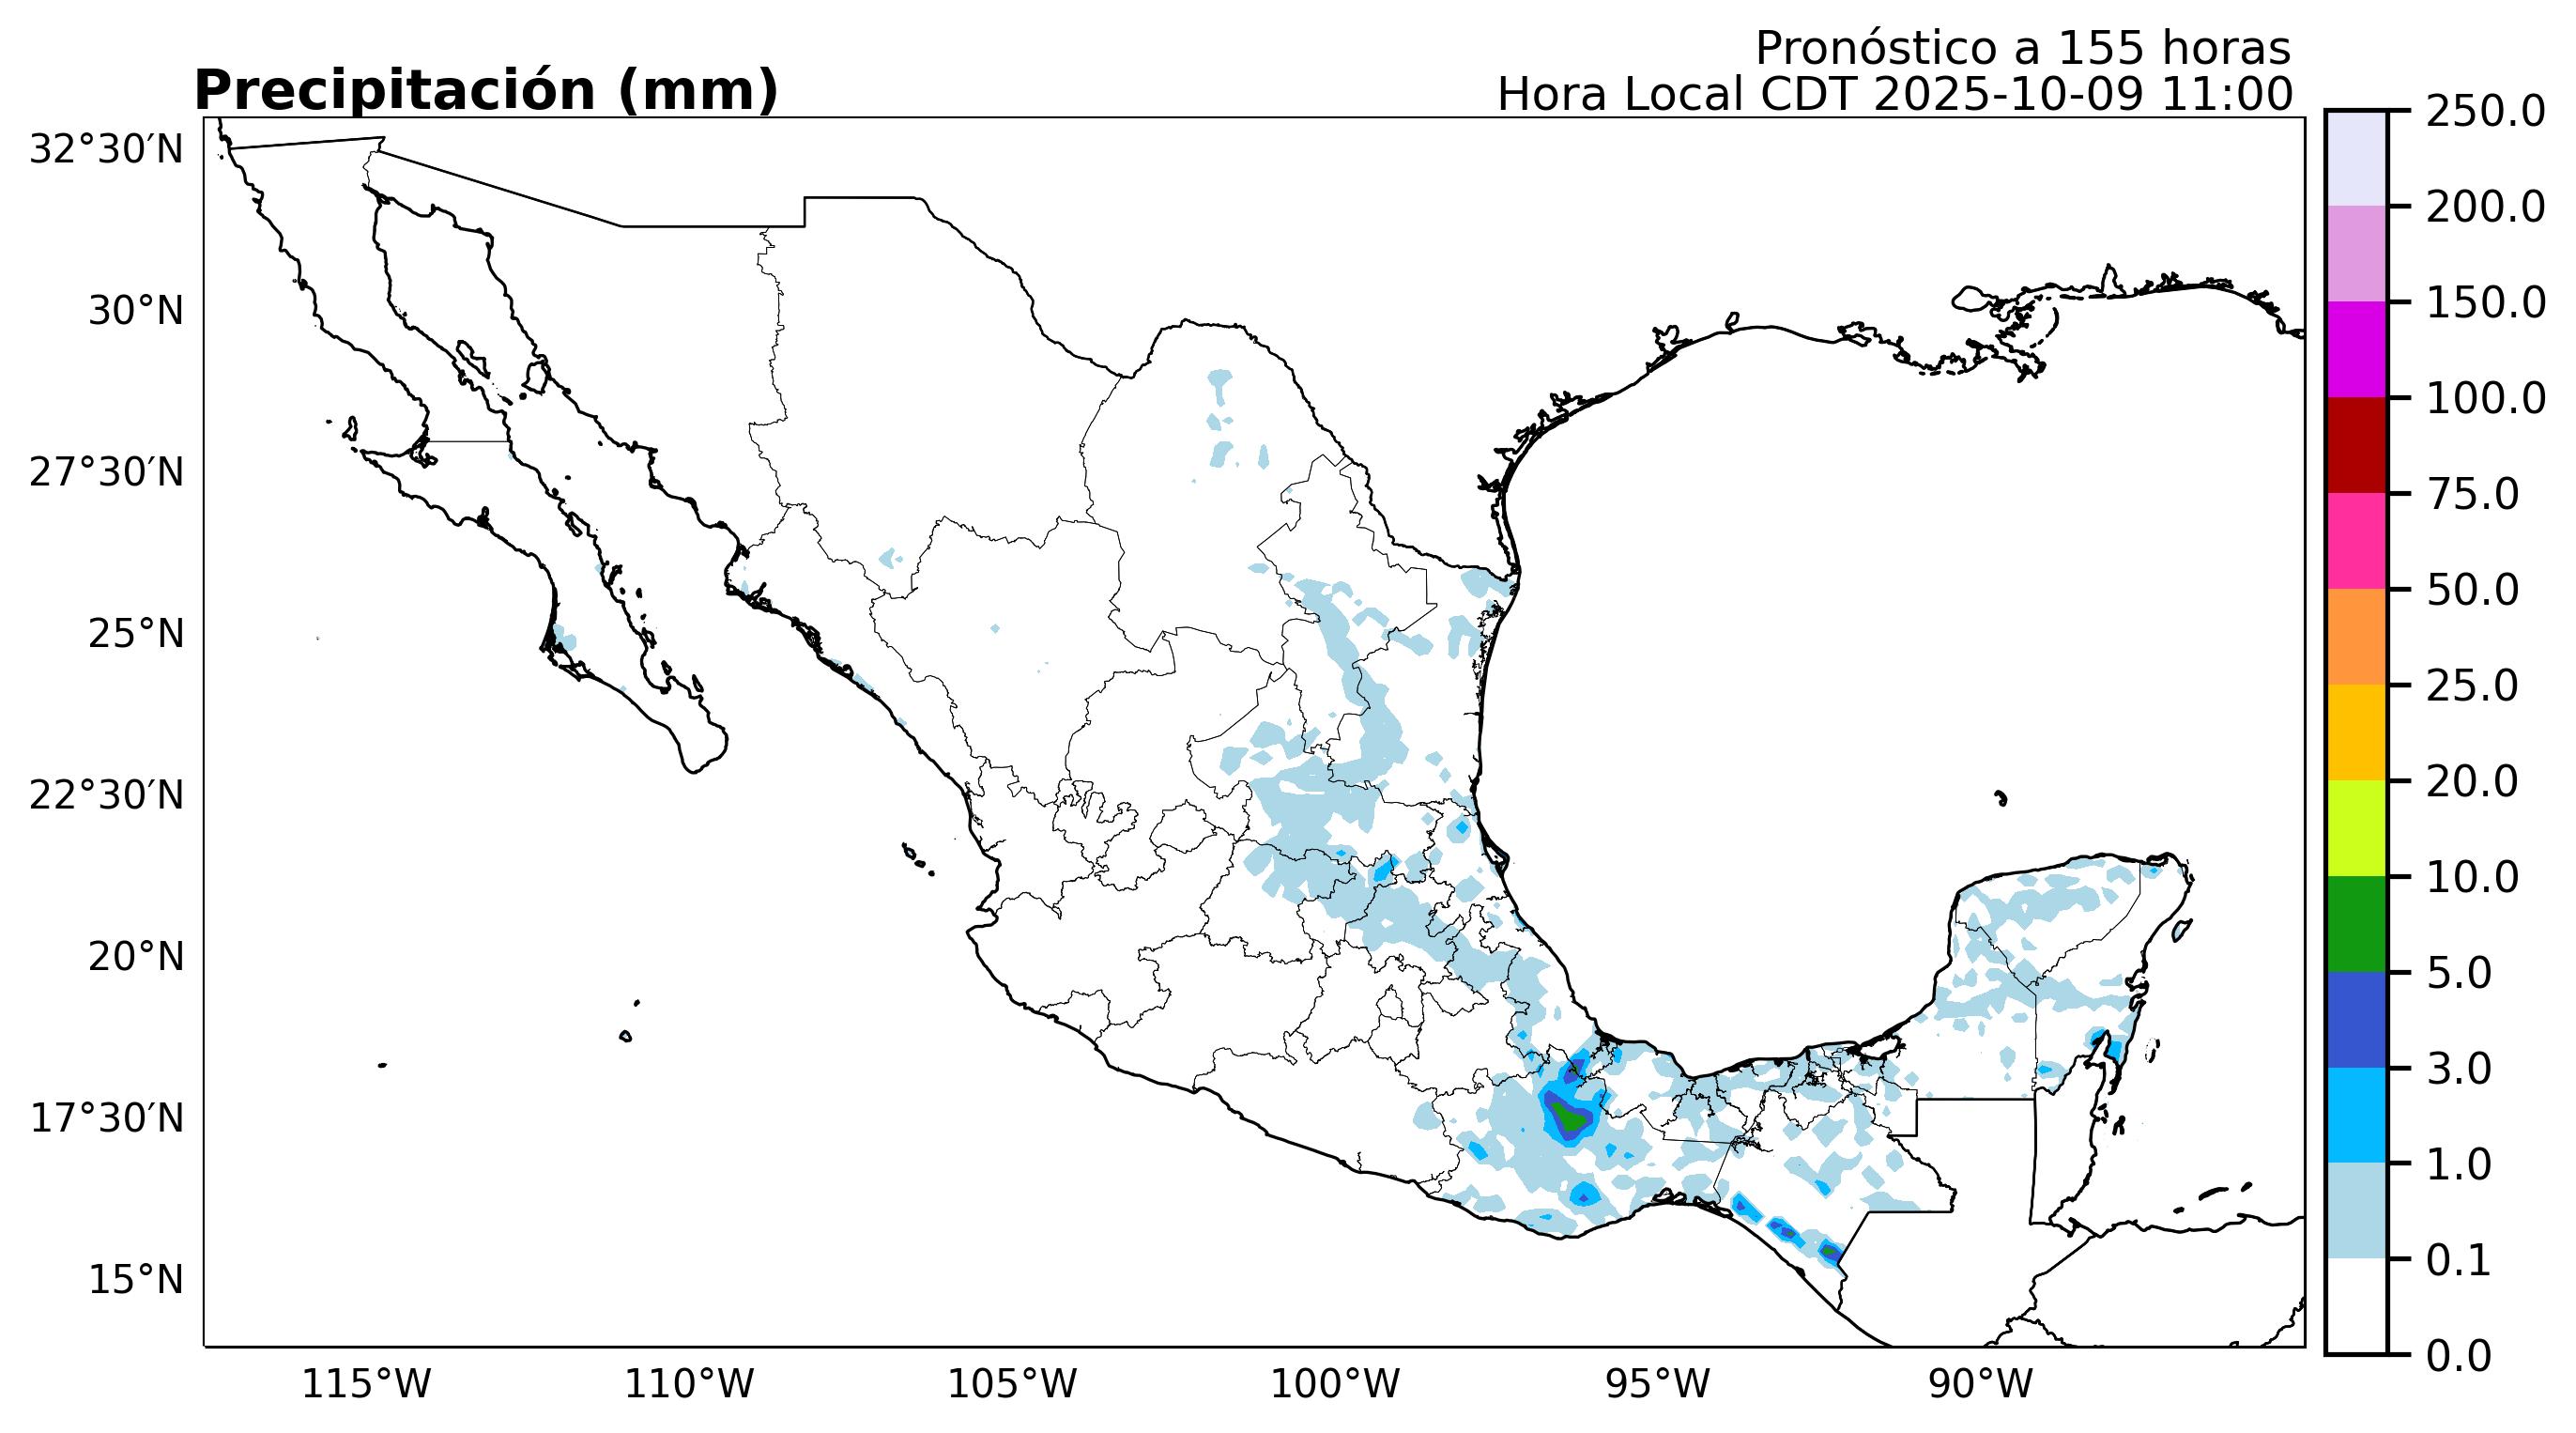 Pronóstico a 155 horas
Precipitación (mm)
Hora Local CDT 2025-10-09 11:00
32°30′N
30°N
27°30′N
25°N
22°30′N
20°N
17°30′N
15°N
115°W
110°W
105°W
100°W
95°W
90°W
250.0
200.0
150.0
100.0
75.0
50.0
25.0
20.0
10.0
5.0
3.0
1.0
0.1
0.0